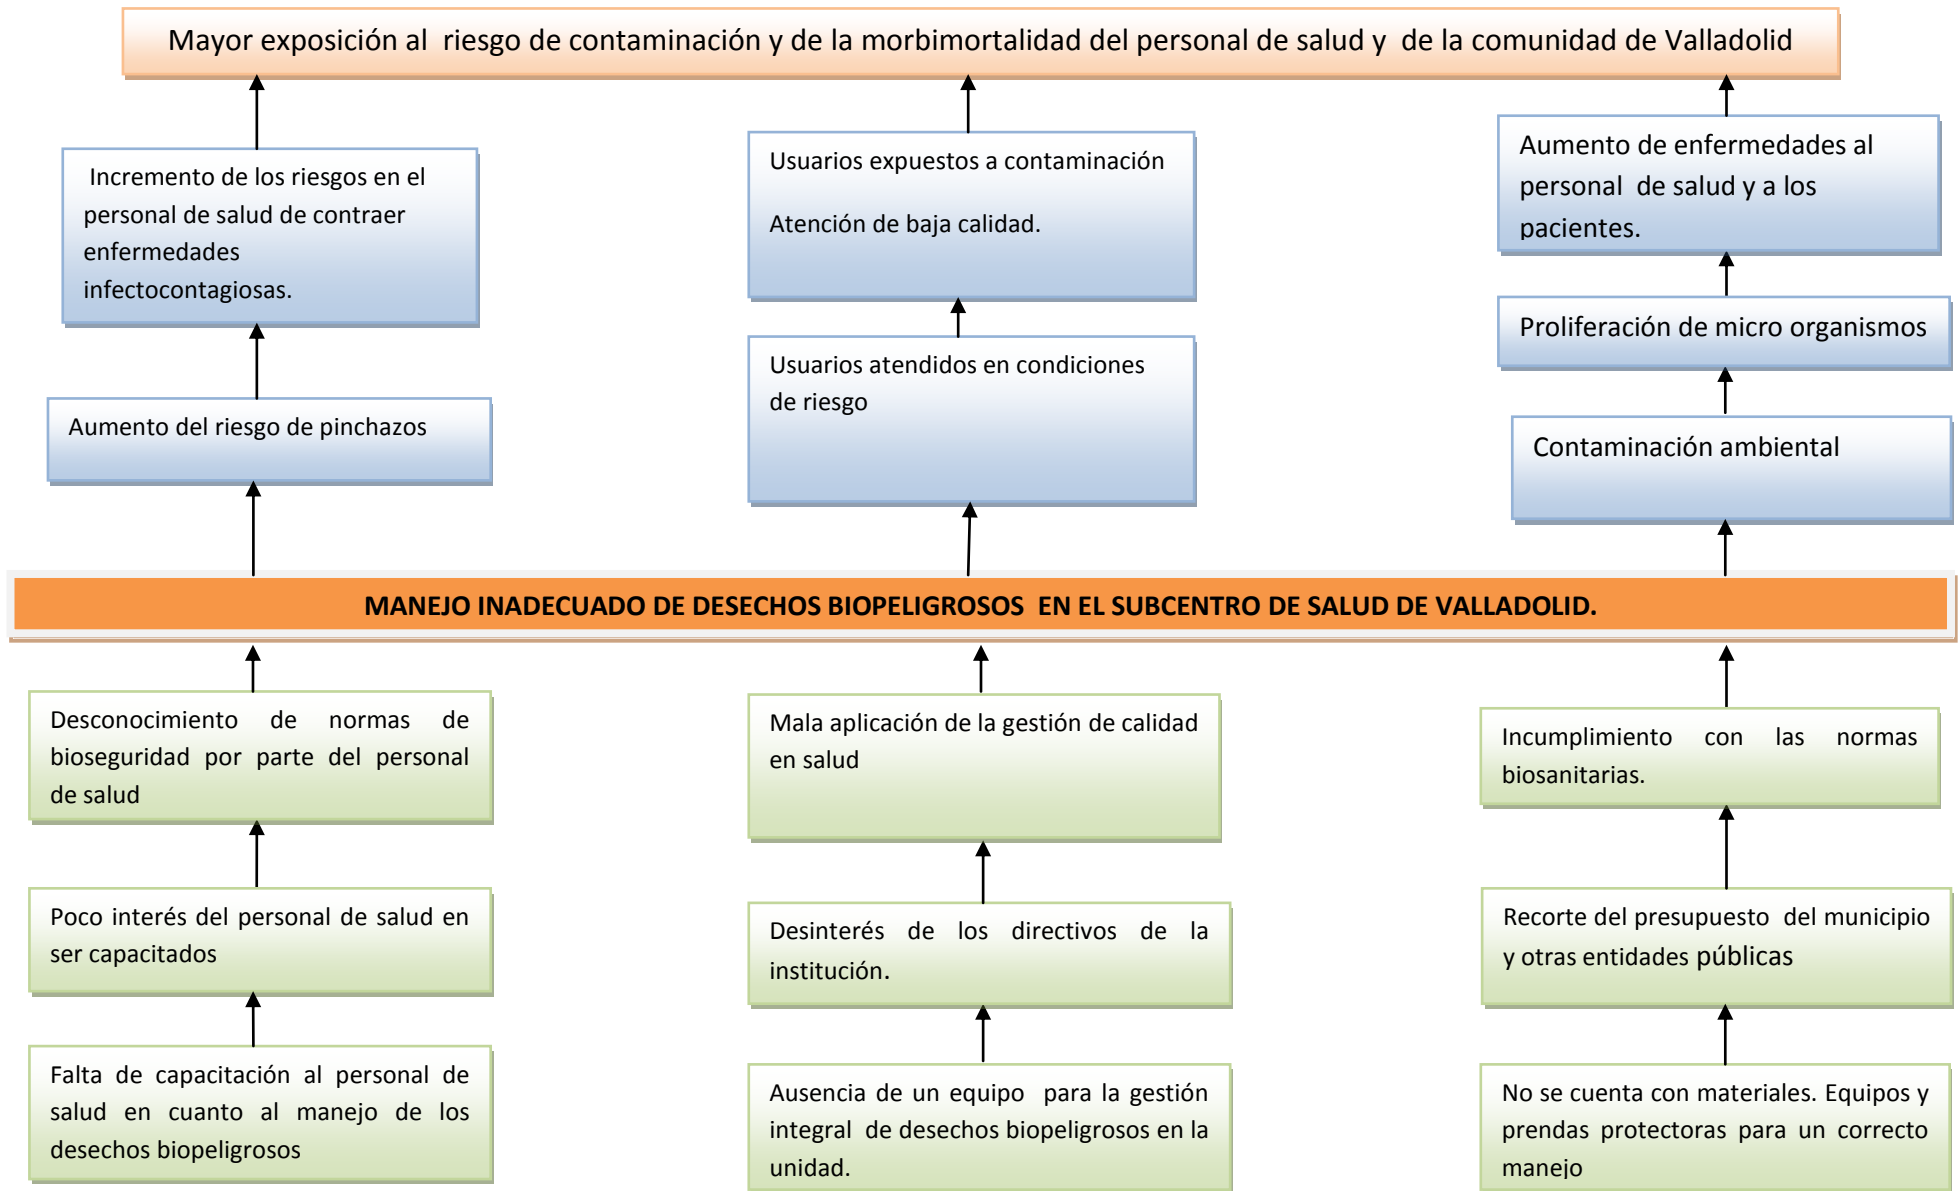 Mayor exposición al riesgo de contaminación y de la morbimortalidad del personal de salud y de la comunidad de Valladolid
Incremento de los riesgos en el
personal de salud de contraer
enfermedades
infectocontagiosas.
Usuarios expuestos a contaminación
Atención de baja calidad.
Aumento de enfermedades al
personal de salud y a los
pacientes.
Proliferación de micro organismos
Usuarios atendidos en condiciones
de riesgo
Aumento del riesgo de pinchazos
Contaminación ambiental
MANEJO INADECUADO DE DESECHOS BIOPELIGROSOS EN EL SUBCENTRO DE SALUD DE VALLADOLID.
Desconocimiento de normas de
bioseguridad por parte del personal
de salud
Mala aplicación de la gestión de calidad
en salud
Incumplimiento con las normas
biosanitarias.
Poco interés del personal de salud en
ser capacitados
Desinterés de los directivos de la
institución.
Recorte del presupuesto del municipio
y otras entidades públicas
Falta de capacitación al personal de
salud en cuanto al manejo de los
desechos biopeligrosos
Ausencia de un equipo para la gestión
integral de desechos biopeligrosos en la
unidad.
No se cuenta con materiales. Equipos y
prendas protectoras para un correcto
manejo